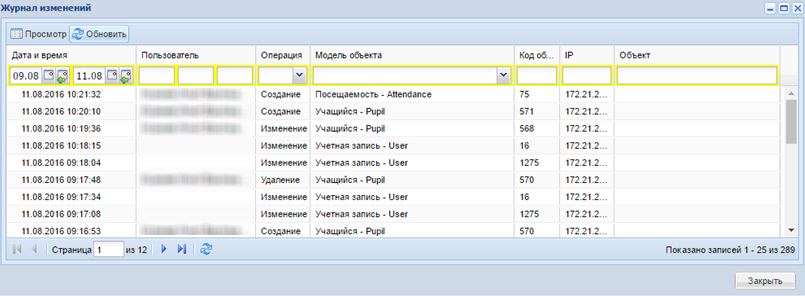 Журнал изменений
Просмотр Обновить
Дата и время Пользователь Операция Модель объекта Код об... IP Объект
09.08 11.08
11.08.2016 10:21:32 Создание Посещаемость - Attendance 75 172.21.2...
11.08.2016 10:20:10 Создание Учащийся - Pupil 571 172.21.2...
11.08.2016 10:19:36 Изменение Учащийся - Pupil 568 172.21.2...
11.08.2016 10:18:15 Изменение Учетная запись - User 16 172.21.2...
11.08.2016 09:18:04 Изменение Учетная запись - User 1275 172.21.2...
11.08.2016 09:17:48 Удаление Учащийся - Pupil 570 172.21.2...
11.08.2016 09:17:34 Изменение Учетная запись - User 16 172.21.2...
11.08.2016 09:17:08 Изменение Учетная запись - User 1275 172.21.2...
11.08.2016 09:16:53 Создание Учащийся - Pupil 570 172.21.2...
Страница 1 из 12 Показано записей 1 - 25 из 289
Закрыть